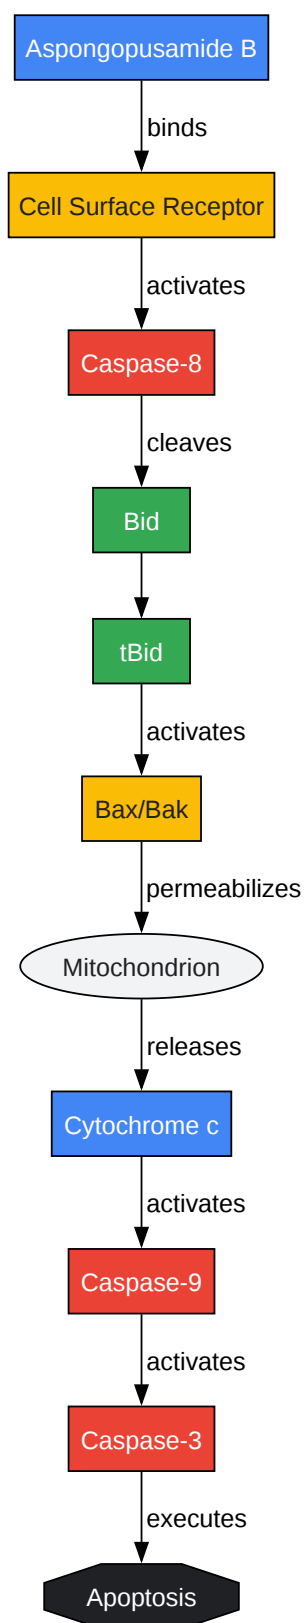 Aspongopusamide B
binds
Cell Surface Receptor
activates
Caspase-8
cleaves
Bid
tBid
activates
Bax/Bak
permeabilizes
Mitochondrion
releases
Cytochrome c
activates
Caspase-9
activates
Caspase-3
executes
Apoptosis